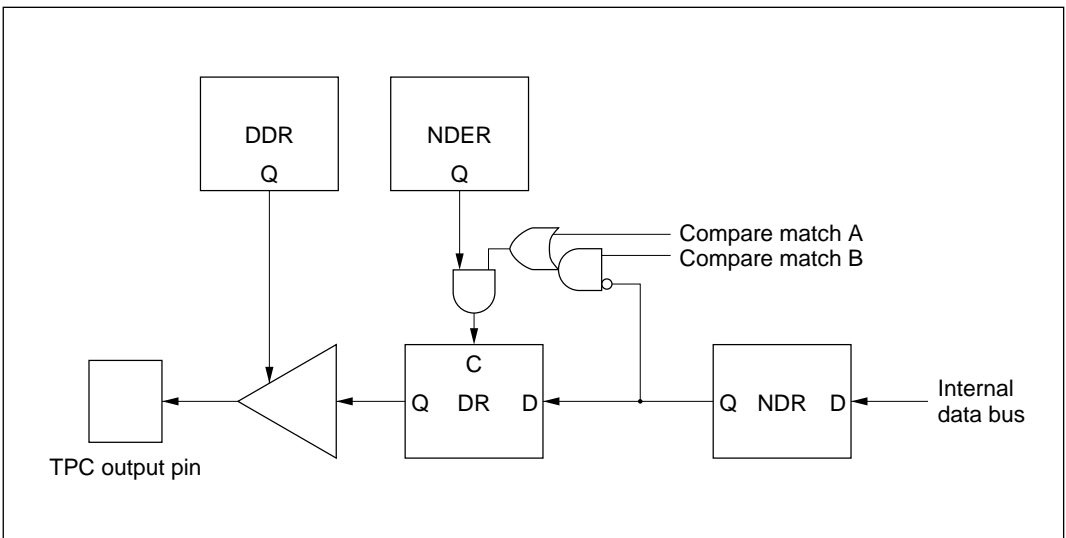 DDR
Q
NDER
Q
Compare match A
Compare match B
C
Q DR D
Q NDR D
Internal
data bus
TPC output pin